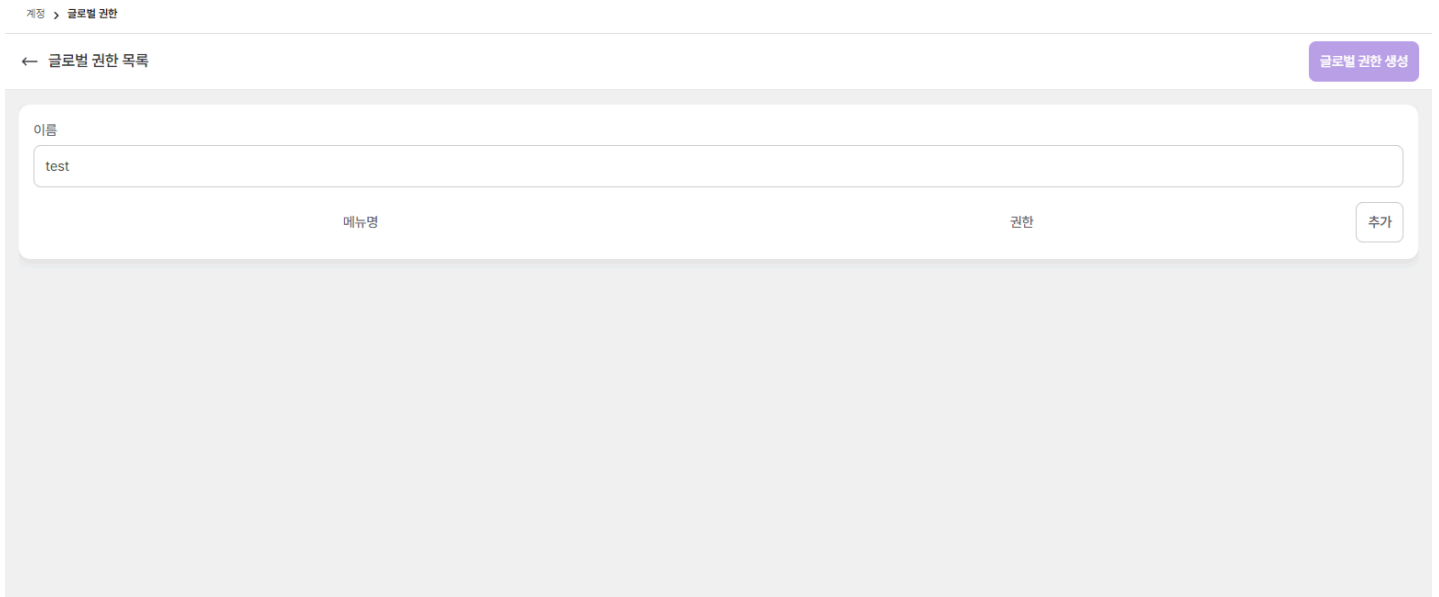 계정 > 글로벌 권한
← 글로벌 권한 목록
글로벌 권한 생성
이름
test
메뉴명 권한 추가